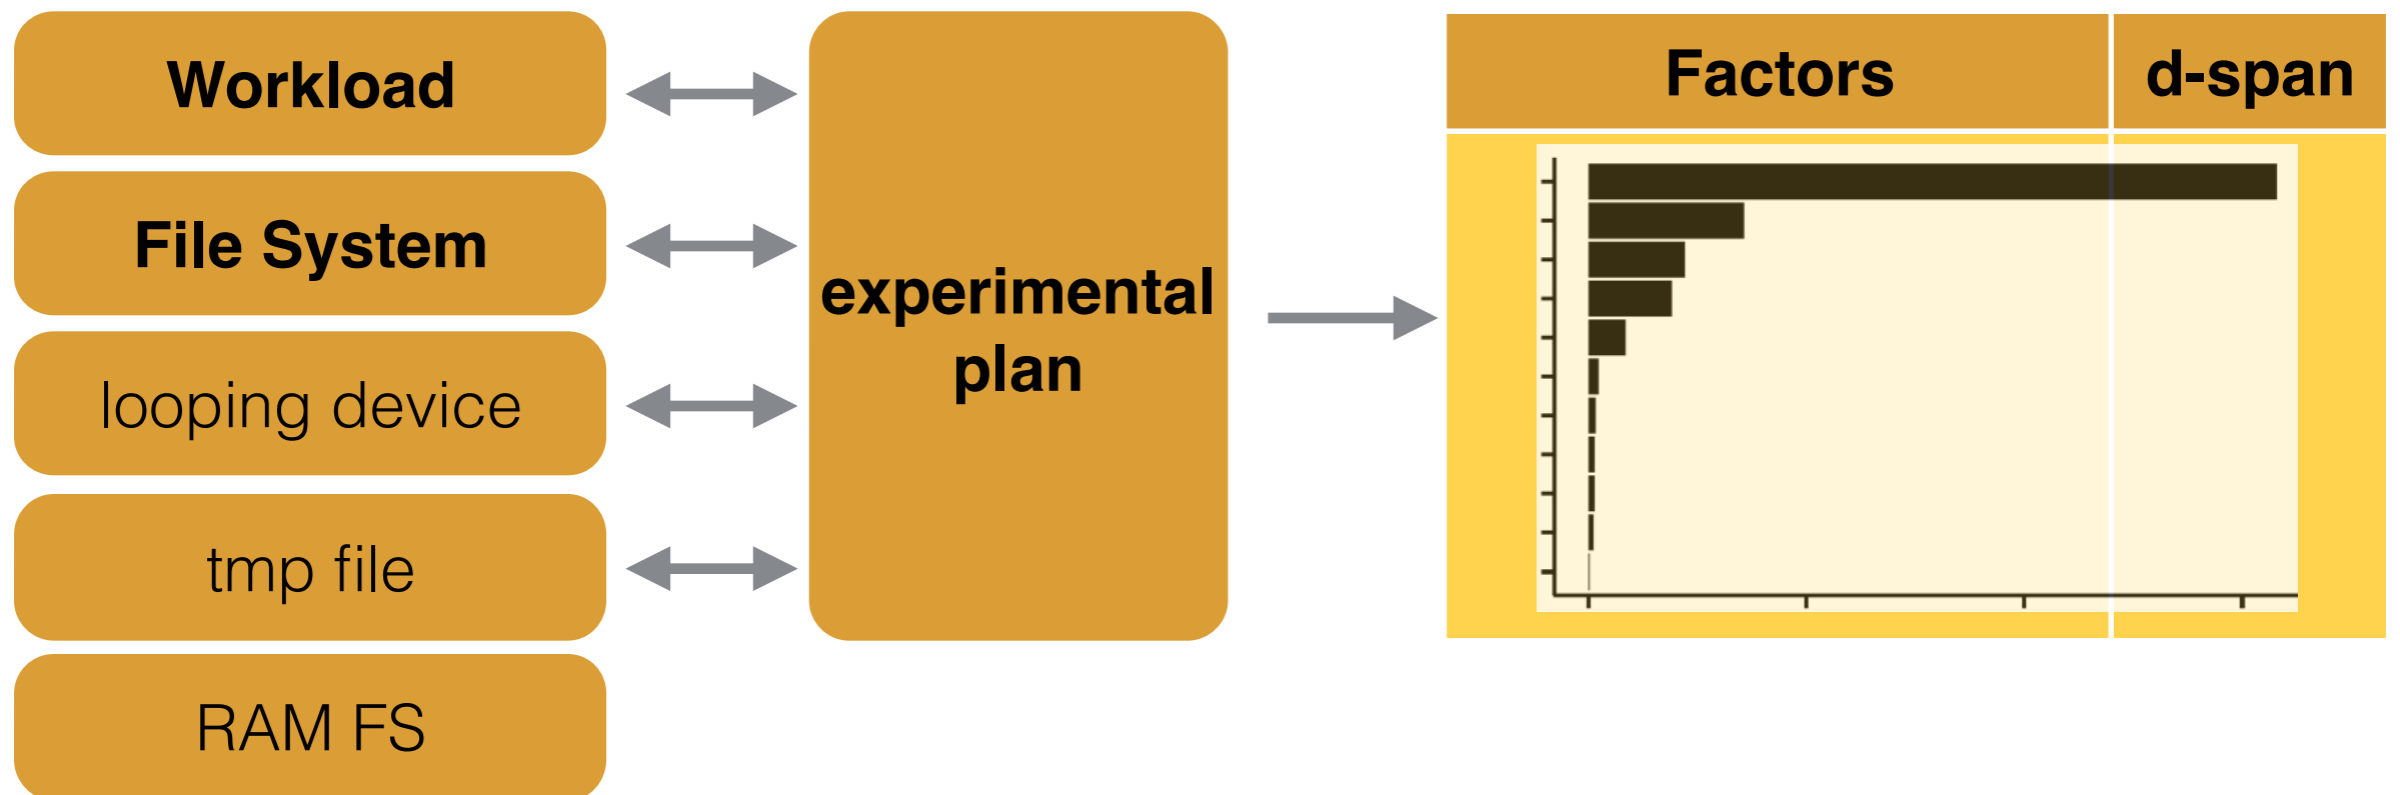 Workload
File System
looping device
tmp file
RAM FS
experimental
plan
Factors
d-span